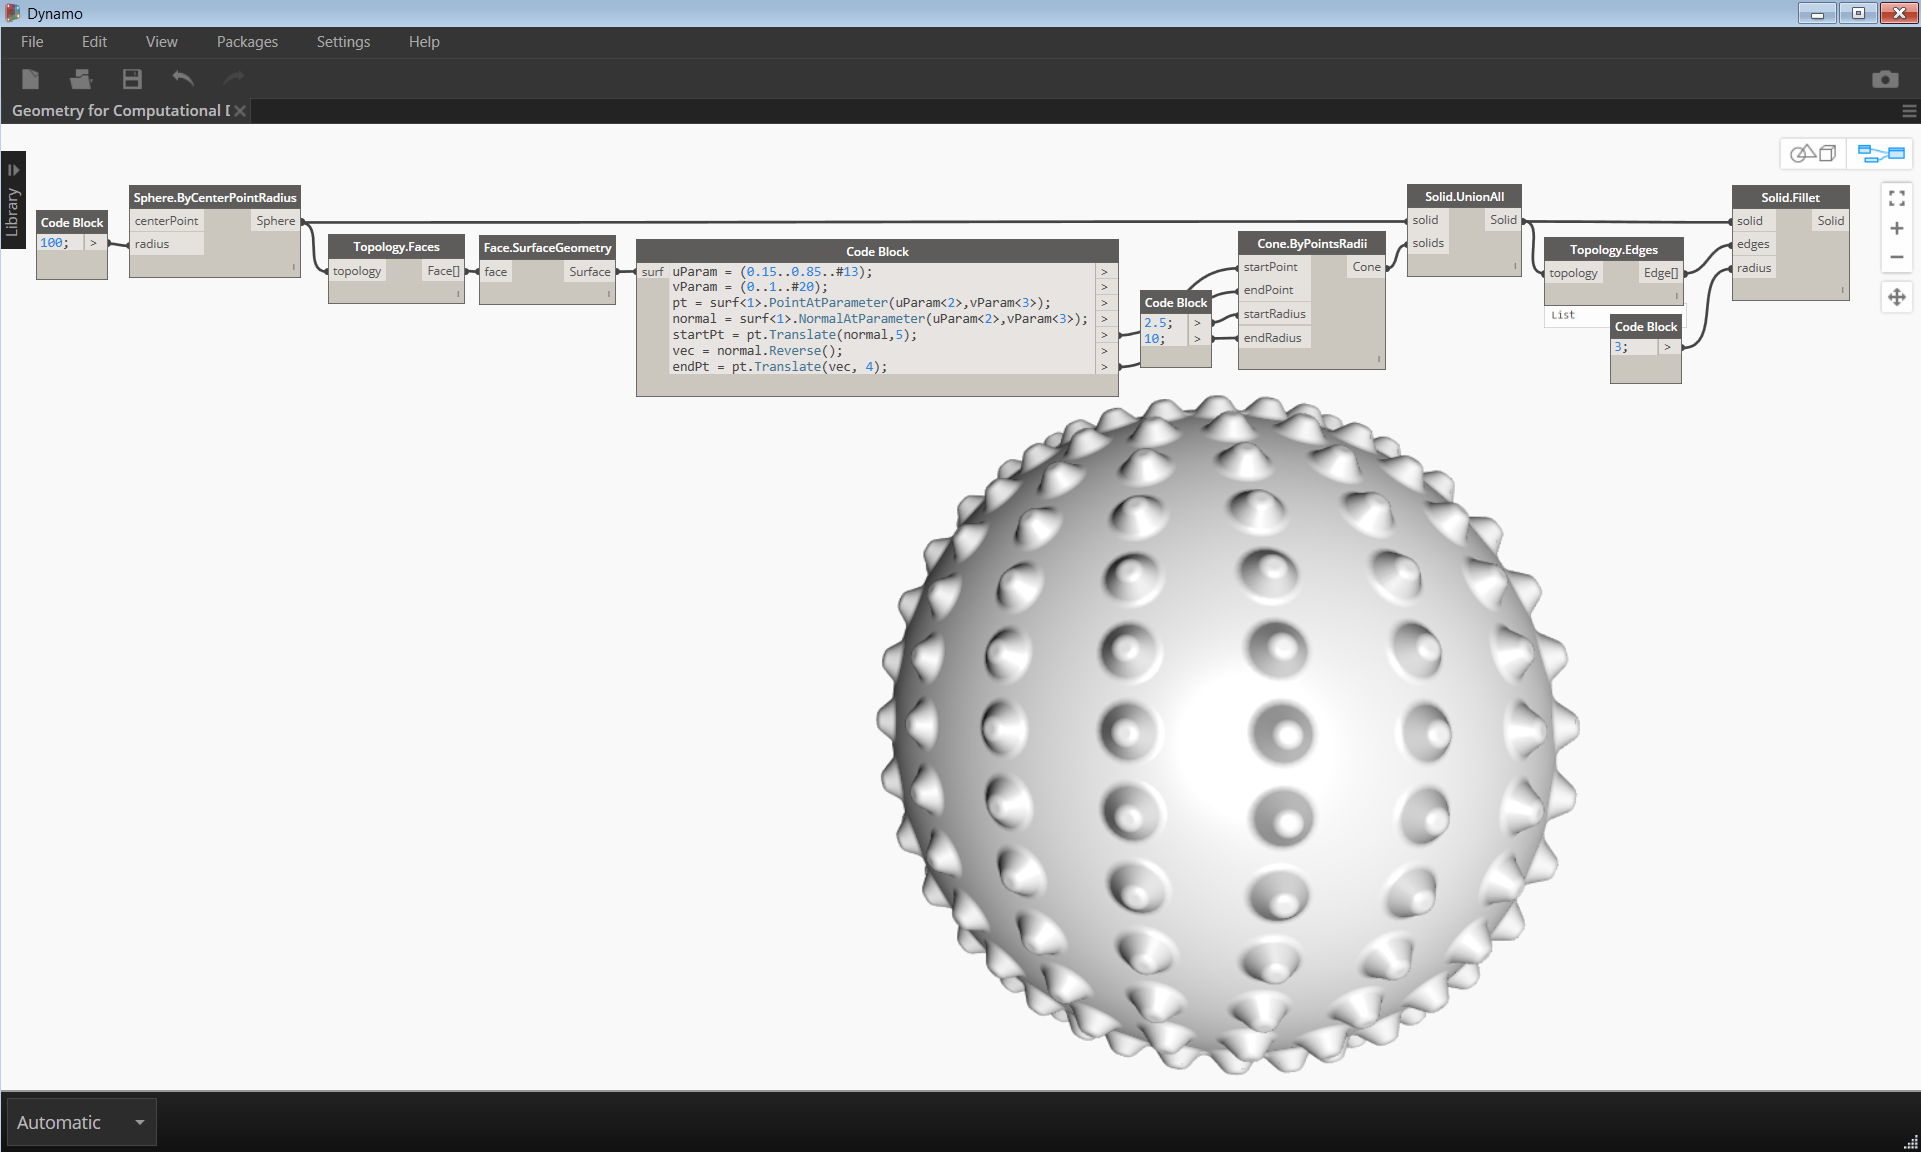 Dynamo
File Edit View Packages Settings Help
Geometry for Computational D
Library
Code Block
100; >
Sphere.ByCenterPointRadius
centerPoint Sphere
radius
Topology.Faces
topology Face[]
Face.SurfaceGeometry
face Surface
Code Block
surf uParam = (0.15..0.85..#13); >
vParam = (0..1..#20); >
pt = surf<1>.PointAtParameter(uParam<2>,vParam<3>); >
normal = surf<1>.NormalAtParameter(uParam<2>,vParam<3>); >
startPt = pt.Translate(normal,5); >
vec = normal.Reverse(); >
endPt = pt.Translate(vec, 4); >
Code Block
2.5; >
10; >
Cone.ByPointsRadii
startPoint Cone
endPoint
startRadius
endRadius
Solid.UnionAll
solid Solid
solids
Topology.Edges
topology Edge[]
List
Code Block
3; >
Solid.Fillet
solid Solid
edges
radius
Automatic